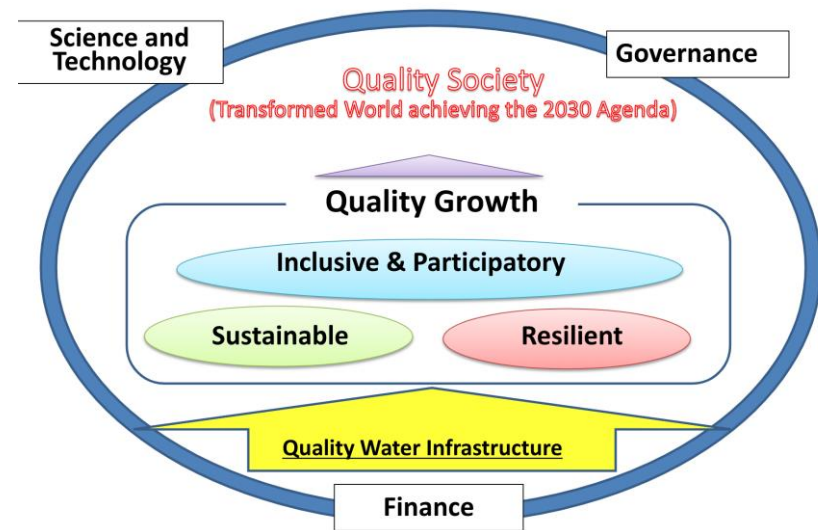 Science and
Technology
Governance
Quality Society
(Transformed World achieving the 2030 Agenda)
Quality Growth
Inclusive & Participatory
Sustainable
Resilient
Quality Water Infrastructure
Finance